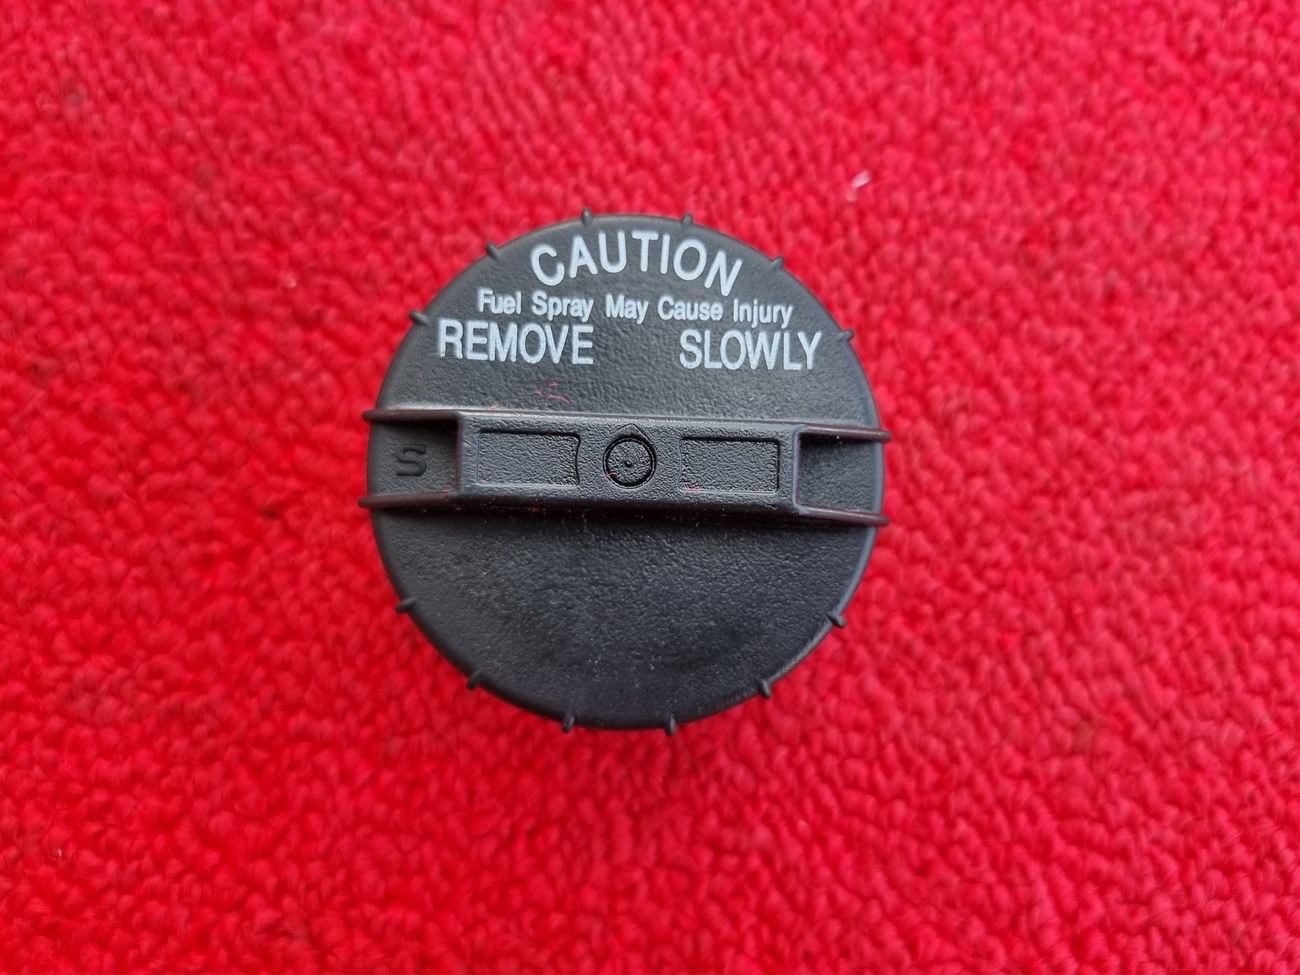 CAUTION
Fuel Spray May Cause Injury
REMOVE SLOWLY
S